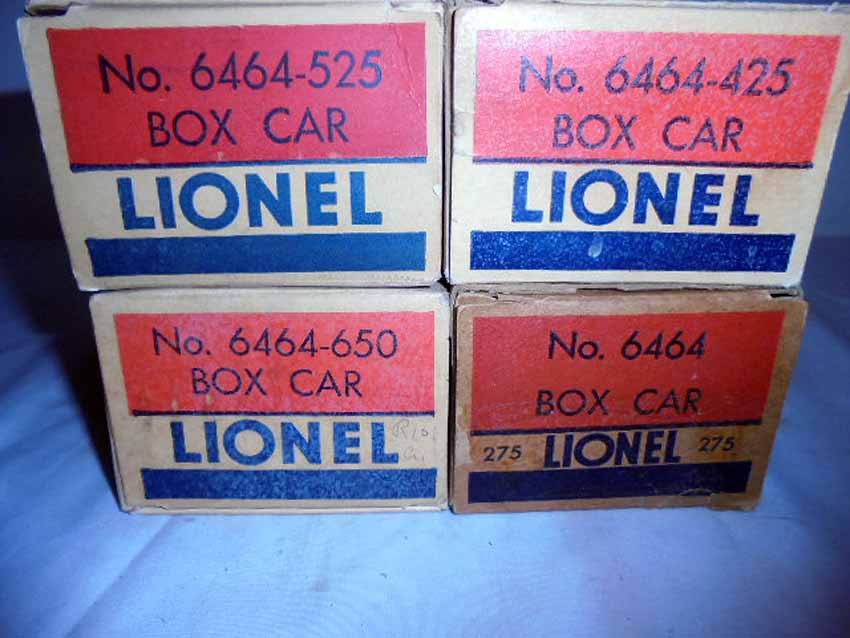 No. 6464-525
BOX CAR
LIONEL
No. 6464-425
BOX CAR
LIONEL
No. 6464-650
BOX CAR
LIONEL
No. 6464
BOX CAR
275 LIONEL 275